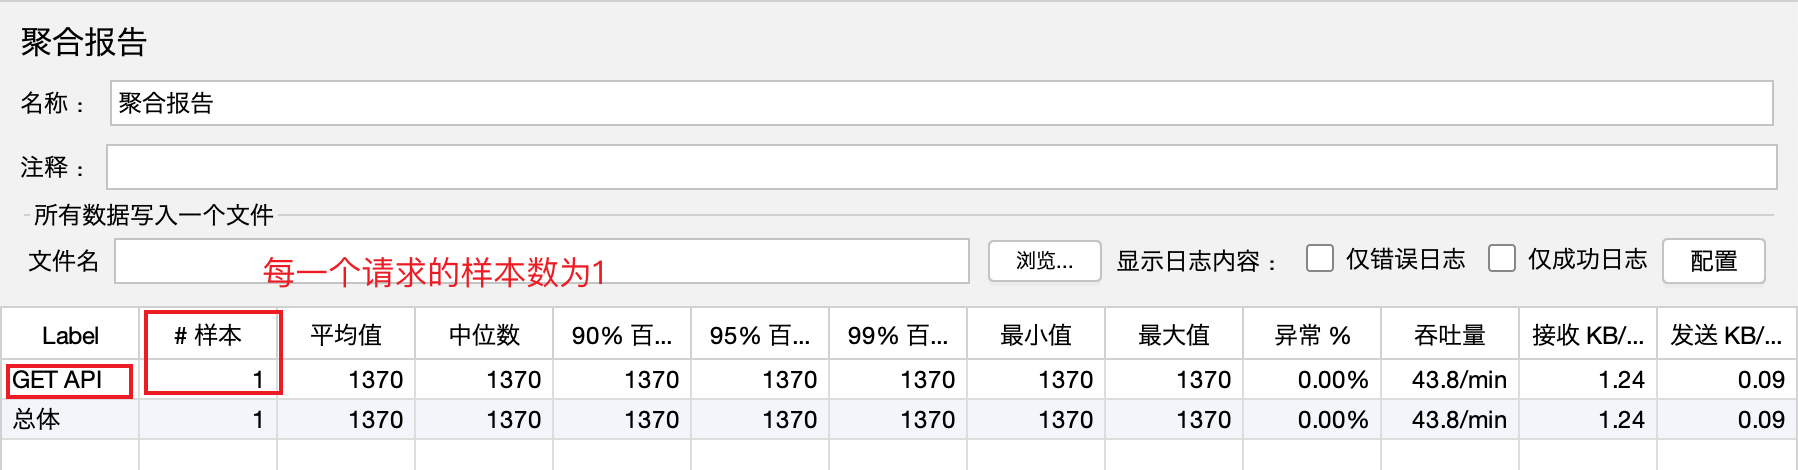 聚合报告
名称： 聚合报告
注释：
所有数据写入一个文件
文件名 每一个请求的样本数为1 浏览... 显示日志内容： 仅错误日志 仅成功日志 配置
Label # 样本 平均值 中位数 90% 百... 95% 百... 99% 百... 最小值 最大值 异常 % 吞吐量 接收 KB/... 发送 KB/...
GET API 1 1370 1370 1370 1370 1370 1370 1370 0.00% 43.8/min 1.24 0.09
总体 1 1370 1370 1370 1370 1370 1370 1370 0.00% 43.8/min 1.24 0.09